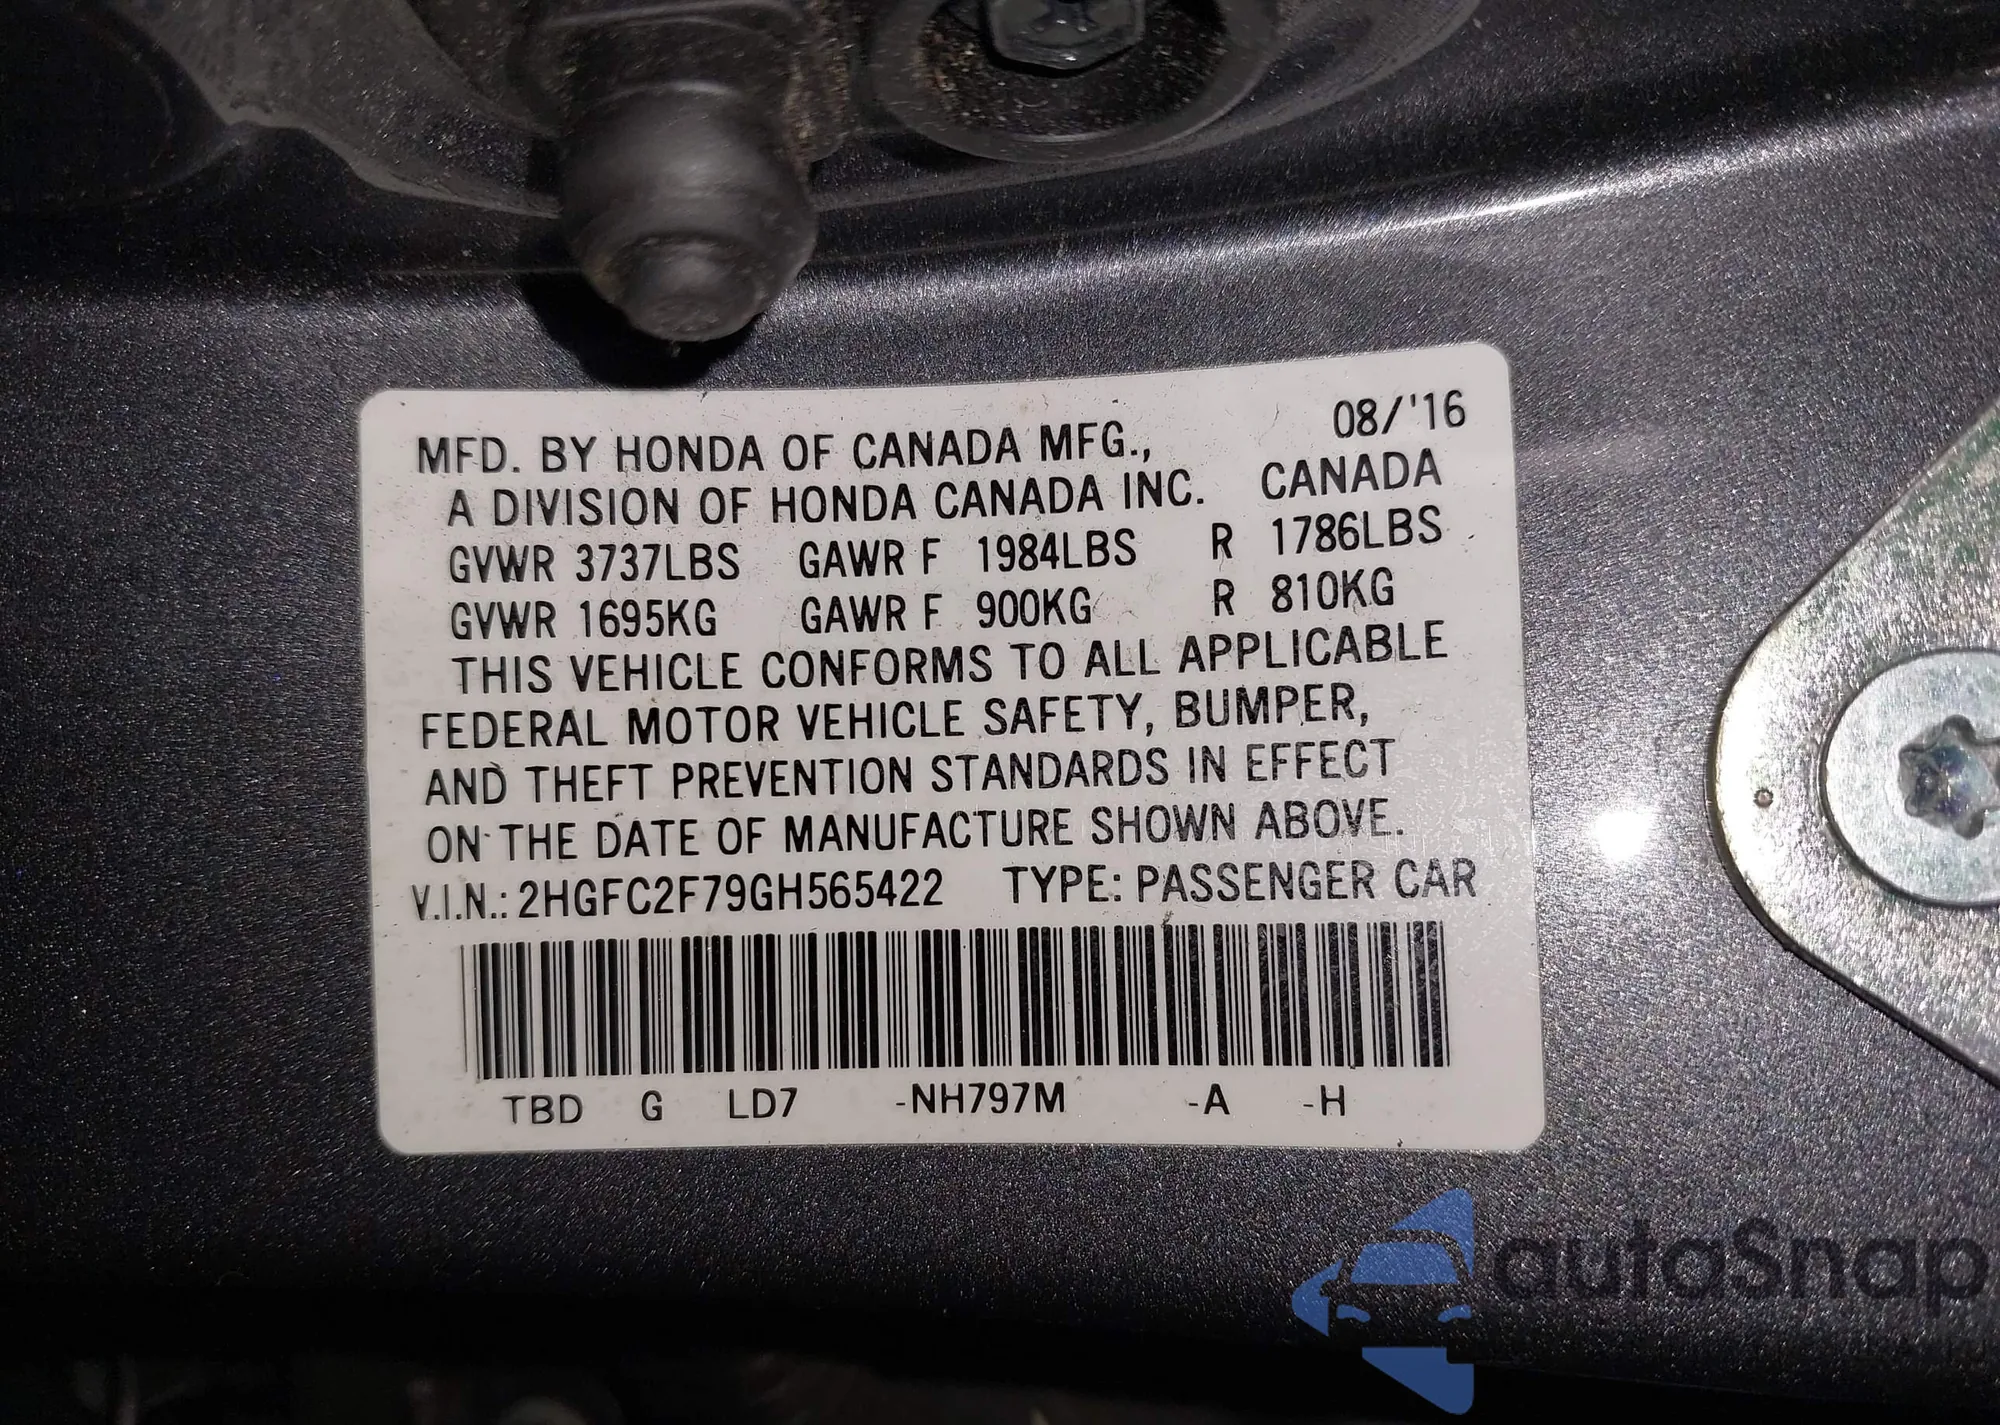 08/'16
MFD. BY HONDA OF CANADA MFG.,
A DIVISION OF HONDA CANADA INC. CANADA
GVWR 3737LBS GAWR F 1984LBS R 1786LBS
GVWR 1695KG GAWR F 900KG R 810KG
THIS VEHICLE CONFORMS TO ALL APPLICABLE
FEDERAL MOTOR VEHICLE SAFETY, BUMPER,
AND THEFT PREVENTION STANDARDS IN EFFECT
ON THE DATE OF MANUFACTURE SHOWN ABOVE.
V.I.N.: 2HGFC2F79GH565422 TYPE: PASSENGER CAR
TBD G LD7 -NH797M -A -H
autaSnap